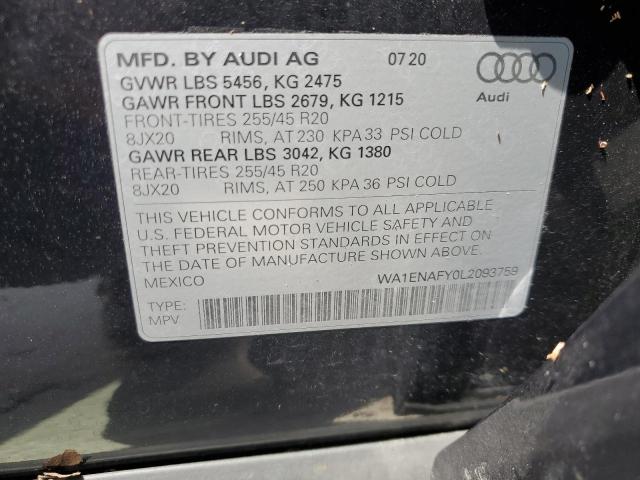 MFD. BY AUDI AG 07 20
GVWR LBS 5456, KG 2475
GAWR FRONT LBS 2679, KG 1215
FRONT-TIRES 255/45 R20
8JX20 RIMS, AT 230 KPA 33 PSI COLD
GAWR REAR LBS 3042, KG 1380
REAR-TIRES 255/45 R20
8JX20 RIMS, AT 250 KPA 36 PSI COLD
Audi
THIS VEHICLE CONFORMS TO ALL APPLICABLE
U.S. FEDERAL MOTOR VEHICLE SAFETY AND
THEFT PREVENTION STANDARDS IN EFFECT ON
THE DATE OF MANUFACTURE SHOWN ABOVE.
MEXICO WA1ENAFY0L2093759
TYPE:
MPV